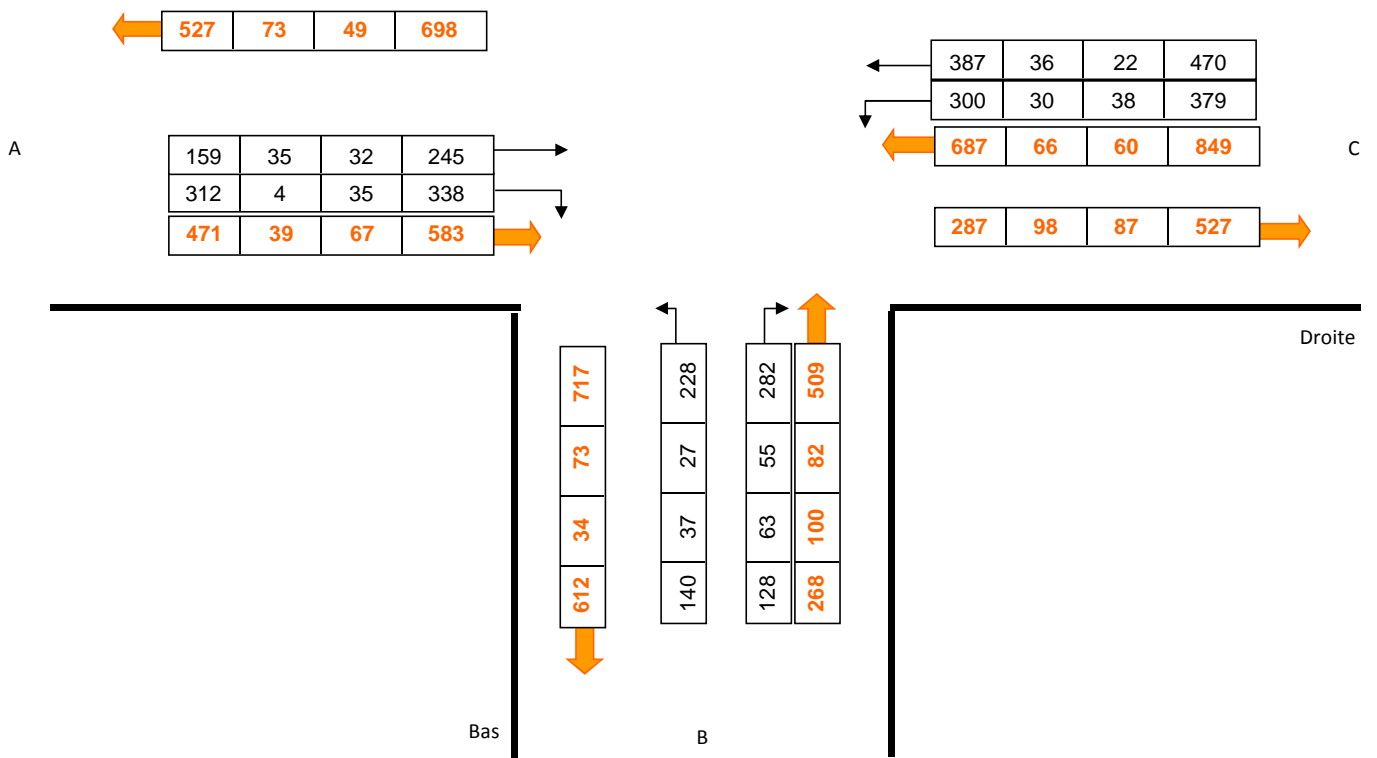 527 73 49 698
387 36 22 470
300 30 38 379
A
159 35 32 245
687 66 60 849
C
312 4 35 338
471 39 67 583
287 98 87 527
Droite
612 34 73 717
140 37 27 228
128 63 55 282
268 100 82 509
Bas
B